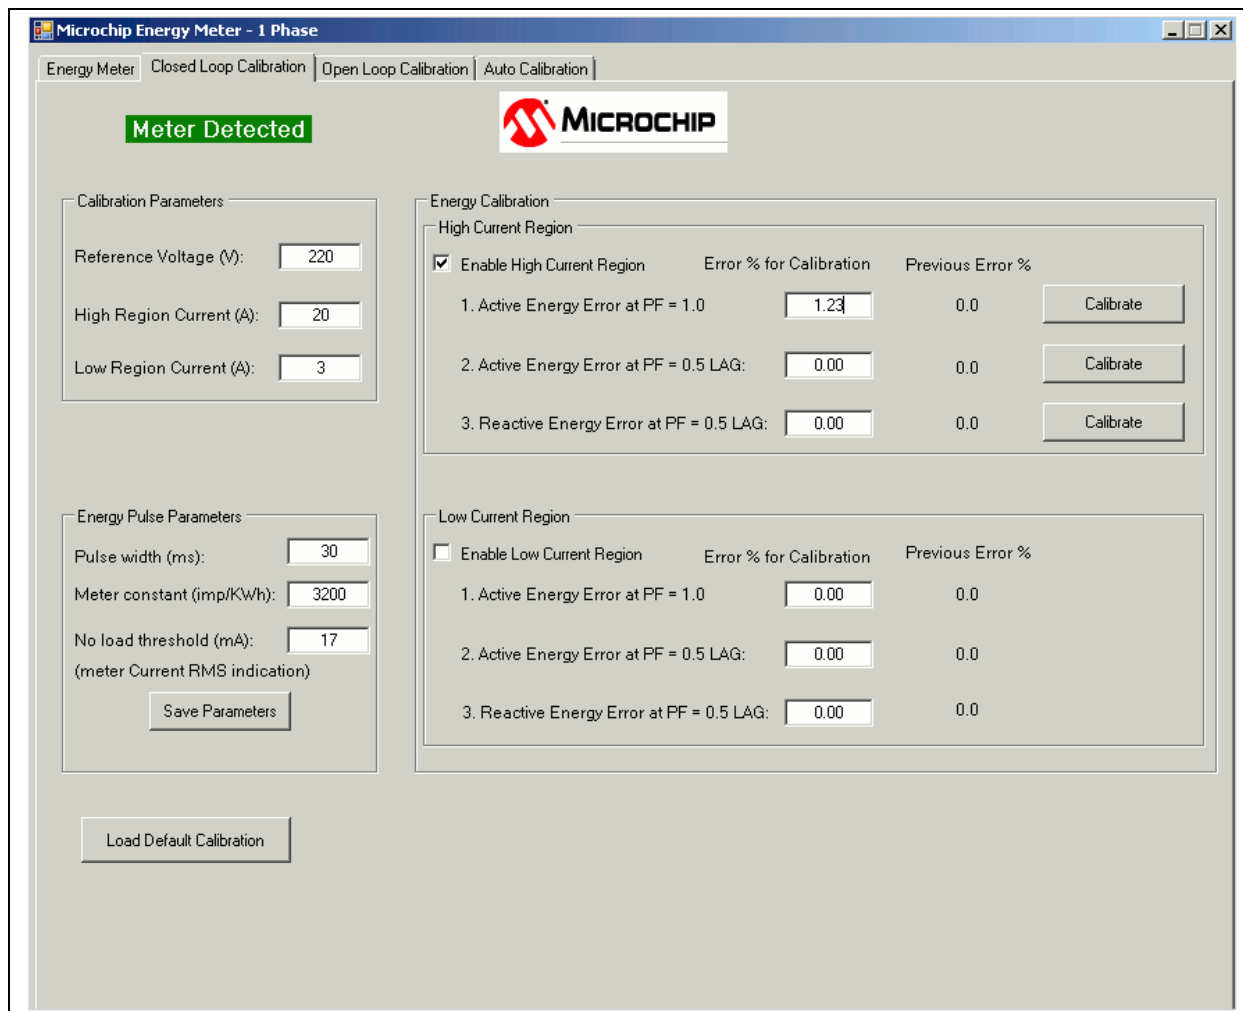 Microchip Energy Meter - 1 Phase
Energy Meter Closed Loop Calibration Open Loop Calibration Auto Calibration
Meter Detected
MICROCHIP
Calibration Parameters
Reference Voltage (V): 220
High Region Current (A): 20
Low Region Current (A): 3
Energy Pulse Parameters
Pulse width (ms): 30
Meter constant (imp/KWh): 3200
No load threshold (mA): 17
(meter Current RMS indication)
Save Parameters
Load Default Calibration
Energy Calibration
High Current Region
Enable High Current Region Error % for Calibration Previous Error %
1. Active Energy Error at PF = 1.0 1.23 0.0 Calibrate
2. Active Energy Error at PF = 0.5 LAG: 0.00 0.0 Calibrate
3. Reactive Energy Error at PF = 0.5 LAG: 0.00 0.0 Calibrate
Low Current Region
Enable Low Current Region Error % for Calibration Previous Error %
1. Active Energy Error at PF = 1.0 0.00 0.0
2. Active Energy Error at PF = 0.5 LAG: 0.00 0.0
3. Reactive Energy Error at PF = 0.5 LAG: 0.00 0.0